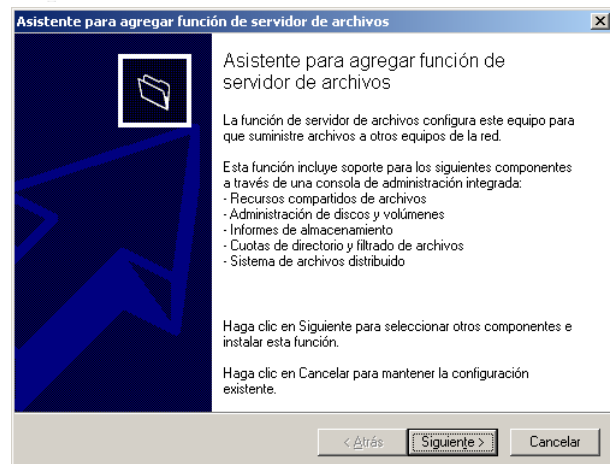 Asistente para agregar función de servidor de archivos
Asistente para agregar función de
servidor de archivos
La función de servidor de archivos configura este equipo para
que suministre archivos a otros equipos de la red.
Esta función incluye soporte para los siguientes componentes
a través de una consola de administración integrada:
- Recursos compartidos de archivos
- Administración de discos y volúmenes
- Informes de almacenamiento
- Cuotas de directorio y filtrado de archivos
- Sistema de archivos distribuido
Haga clic en Siguiente para seleccionar otros componentes e
instalar esta función.
Haga clic en Cancelar para mantener la configuración
existente.
< Atrás Siguiente > Cancelar